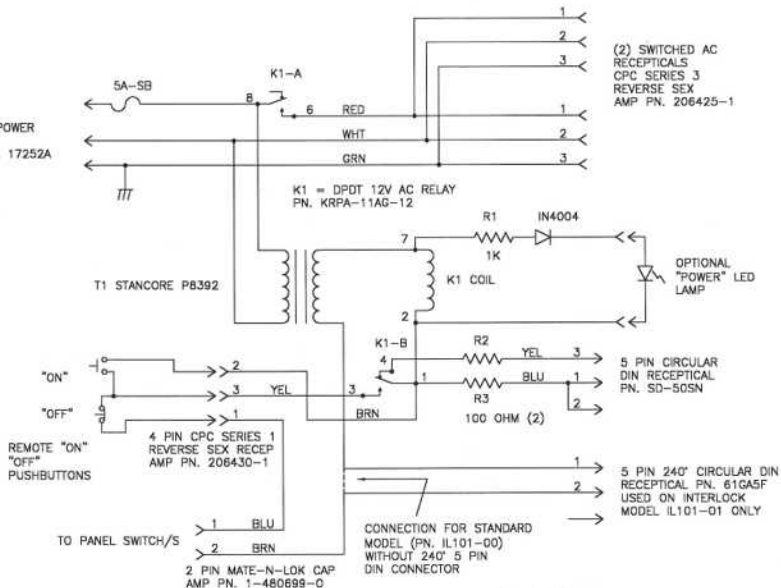 1
2
3
(2) SWITCHED AC
RECEPTICALS
CPC SERIES 3
REVERSE SEX
AMP PN. 206425-1
5A-SB
K1-A
8
6
RED
1
POWER
WHT
2
17252A
GRN
3
K1 = DPDT 12V AC RELAY
PN. KRPA-11AG-12
R1
1K
IN4004
7
T1 STANCORE P8392
K1 COIL
OPTIONAL
"POWER" LED
LAMP
2
K1-B
4
R2
YEL
3
5 PIN CIRCULAR
DIN RECEPTICAL
PN. SD-50SN
"ON"
2
3
YEL
3
1
BLU
1
R3
100 OHM (2)
2
"OFF"
1
BRN
REMOTE "ON"
"OFF"
PUSHBUTTONS
4 PIN CPC SERIES 1
REVERSE SEX RECEP
AMP PN. 206430-1
1
2
5 PIN 240° CIRCULAR DIN
RECEPTICAL PN. 61GA5F
USED ON INTERLOCK
MODEL IL101-01 ONLY
TO PANEL SWITCH/S
1
BLU
2
BRN
2 PIN MATE-N-LOK CAP
AMP PN. 1-480699-0
CONNECTION FOR STANDARD
MODEL (PN. IL101-00)
WITHOUT 240° 5 PIN
DIN CONNECTOR